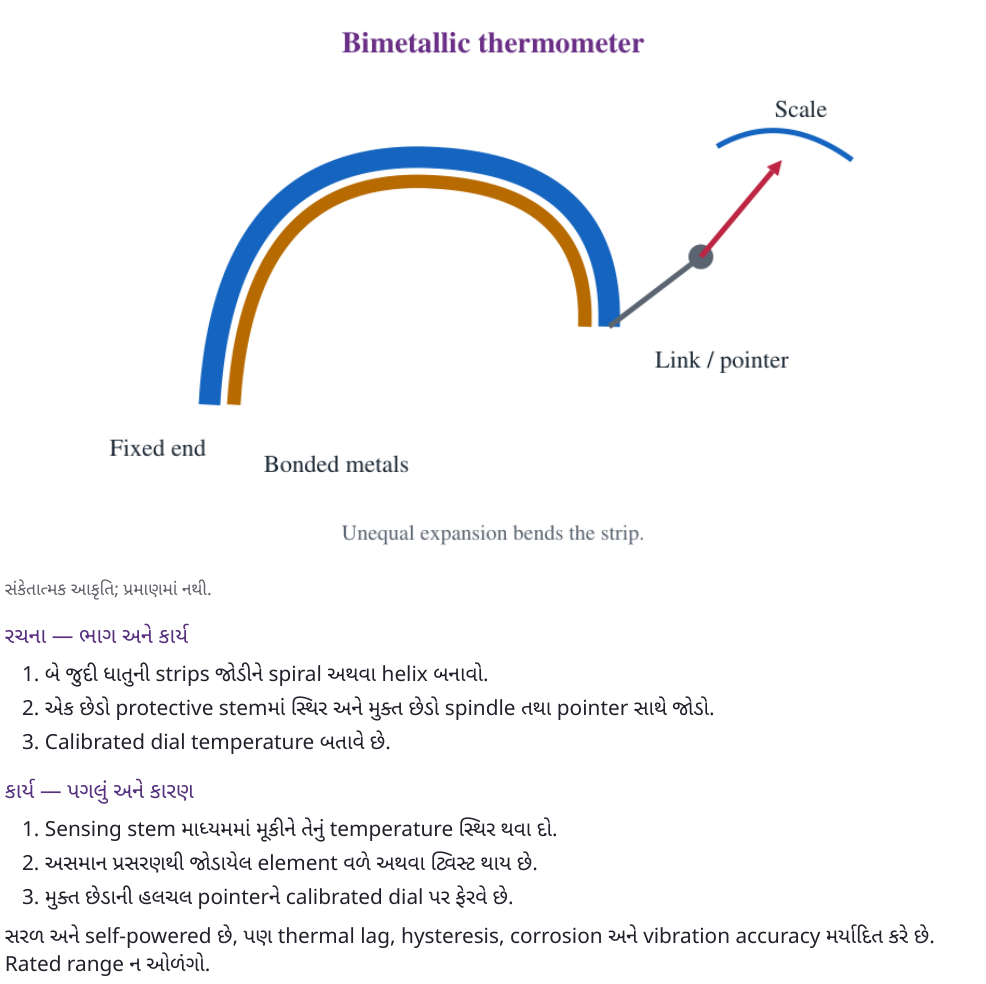 Bimetallic thermometer
Scale
Link / pointer
Fixed end
Bonded metals
Unequal expansion bends the strip.
સંકેતાત્મક આકૃતિ; પ્રમાણમાં નથી.
રચના — ભાગ અને કાર્ય
1. બે જુદી ધાતુની strips જોડીને spiral અથવા helix બનાવો.
2. એક છેડો protective stemમાં સ્થિર અને મુક્ત છેડો spindle તથા pointer સાથે જોડો.
3. Calibrated dial temperature બતાવે છે.
કાર્ય — પગલું અને કારણ
1. Sensing stem માધ્યમમાં મૂકીને તેનું temperature સ્થિર થવા દો.
2. અસમાન પ્રસરણથી જોડાયેલ element વળે અથવા ટ્વિસ્ટ થાય છે.
3. મુક્ત છેડાની હલચલ pointerને calibrated dial પર ફેરવે છે.
સરળ અને self-powered છે, પણ thermal lag, hysteresis, corrosion અને vibration accuracy મર્યાદિત કરે છે.
Rated range ન ઓળંગો.